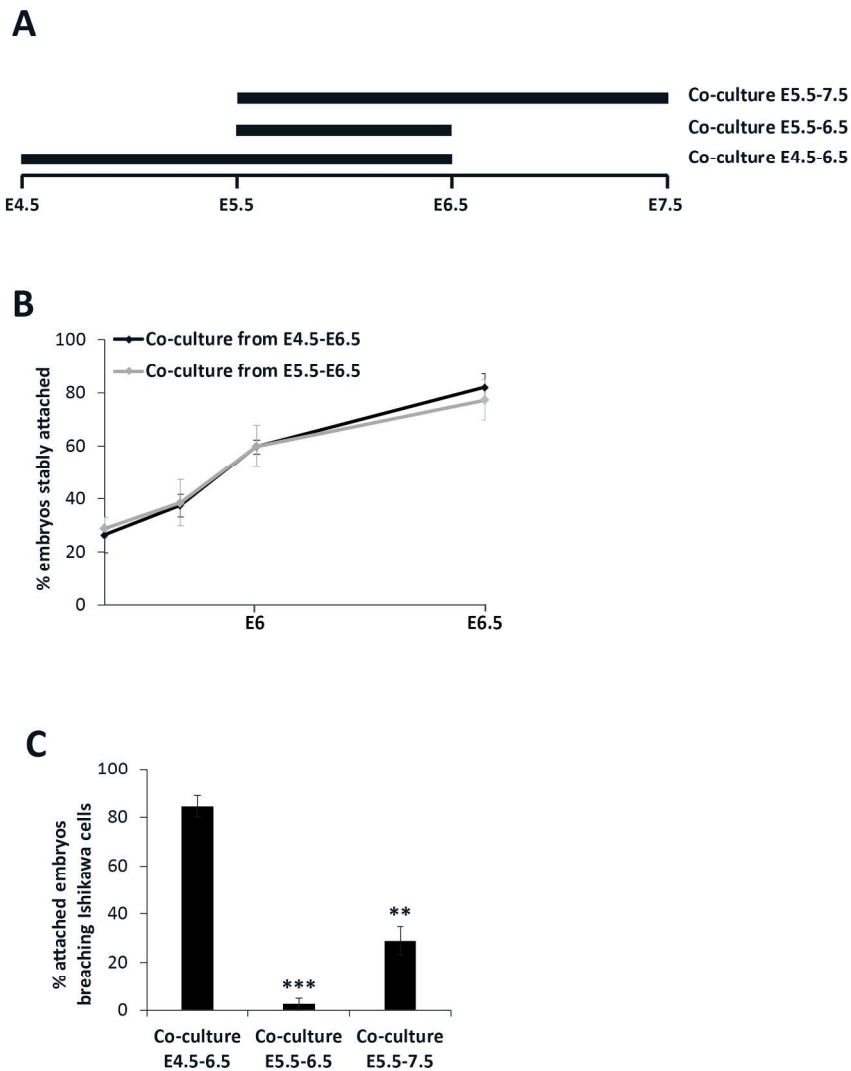 A
Co-culture E5.5-7.5
Co-culture E5.5-6.5
Co-culture E4.5-6.5
E4.5
E5.5
E6.5
E7.5
B
% embryos stably attached
100
80
60
40
20
0
Co-culture from E4.5-E6.5
Co-culture from E5.5-E6.5
E6
E6.5
C
% attached embryos
breaching Ishikawa cells
100
80
60
40
20
0
***
**
Co-culture
E4.5-6.5
Co-culture
E5.5-6.5
Co-culture
E5.5-7.5